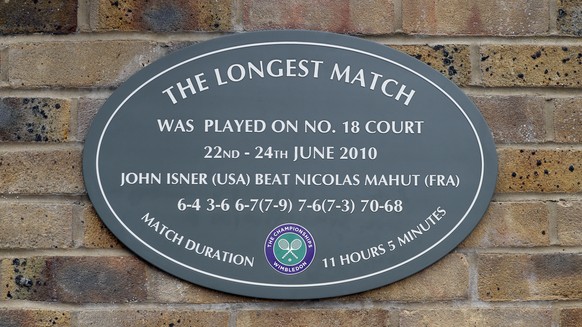 THE LONGEST MATCH
WAS PLAYED ON NO. 18 COURT
22ND - 24TH JUNE 2010
JOHN ISNER (USA) BEAT NICOLAS MAHUT (FRA)
6-4 3-6 6-7(7-9) 7-6(7-3) 70-68
MATCH DURATION 11 HOURS 5 MINUTES
THE CHAMPIONSHIPS
WIMBLEDON